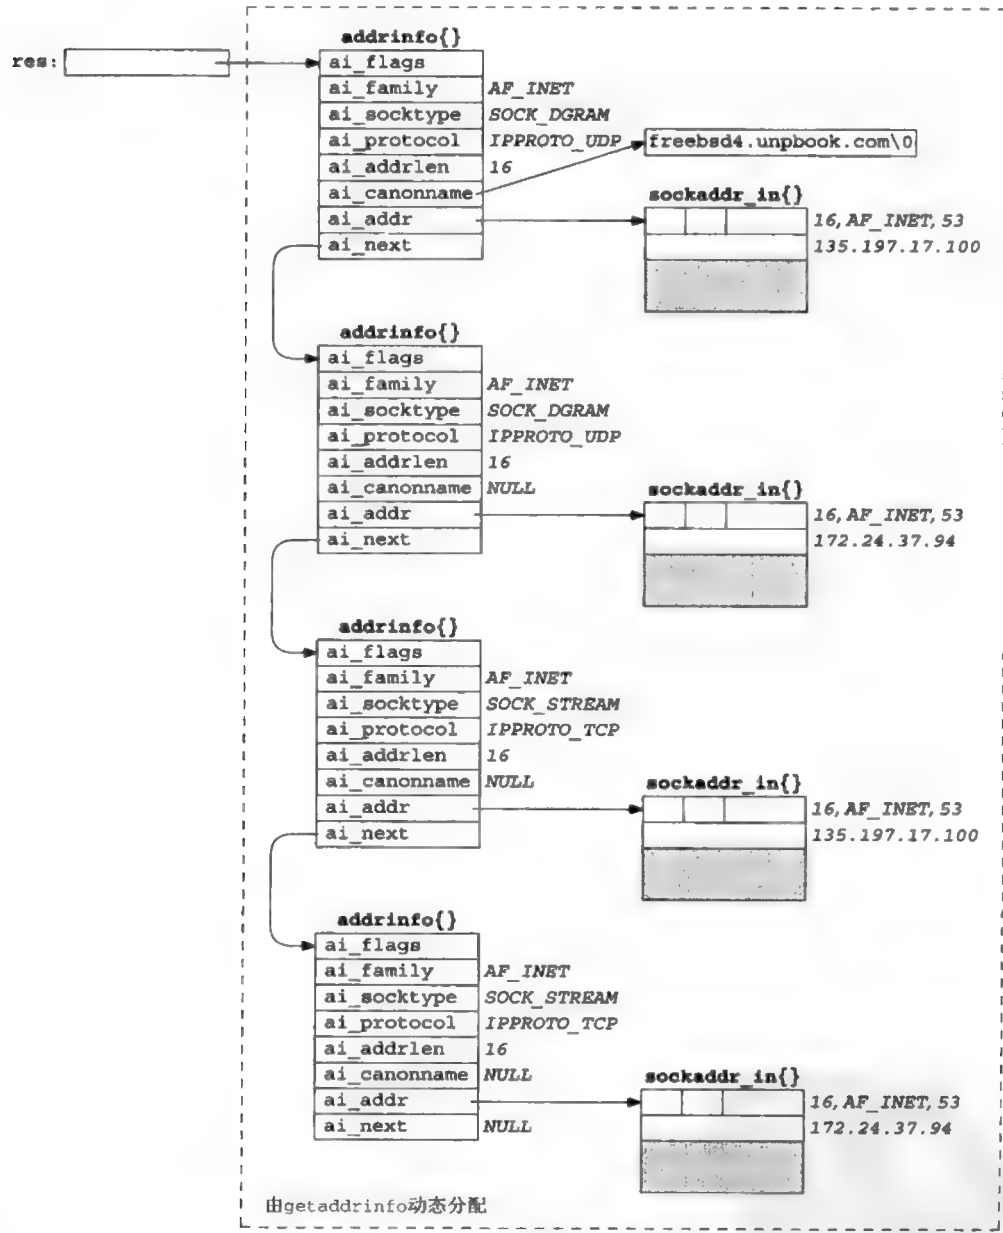 addrinfo{}
res:
ai_flags
ai_family AF_INET
ai_socktype SOCK_DGRAM
ai_protocol IPPROTO_UDP freebsd4.unpbook.com\0
ai_addrlen 16
ai_canonname sockaddr_in{}
ai_addr 16, AF_INET, 53
ai_next 135.197.17.100
addrinfo{}
ai_flags
ai_family AF_INET
ai_socktype SOCK_DGRAM
ai_protocol IPPROTO_UDP
ai_addrlen 16
ai_canonname NULL sockaddr_in{}
ai_addr 16, AF_INET, 53
ai_next 172.24.37.94
addrinfo{}
ai_flags
ai_family AF_INET
ai_socktype SOCK_STREAM
ai_protocol IPPROTO_TCP
ai_addrlen 16
ai_canonname NULL sockaddr_in{}
ai_addr 16, AF_INET, 53
ai_next 135.197.17.100
addrinfo{}
ai_flags
ai_family AF_INET
ai_socktype SOCK_STREAM
ai_protocol IPPROTO_TCP
ai_addrlen 16
ai_canonname NULL sockaddr_in{}
ai_addr 16, AF_INET, 53
ai_next NULL 172.24.37.94
由getaddrinfo动态分配